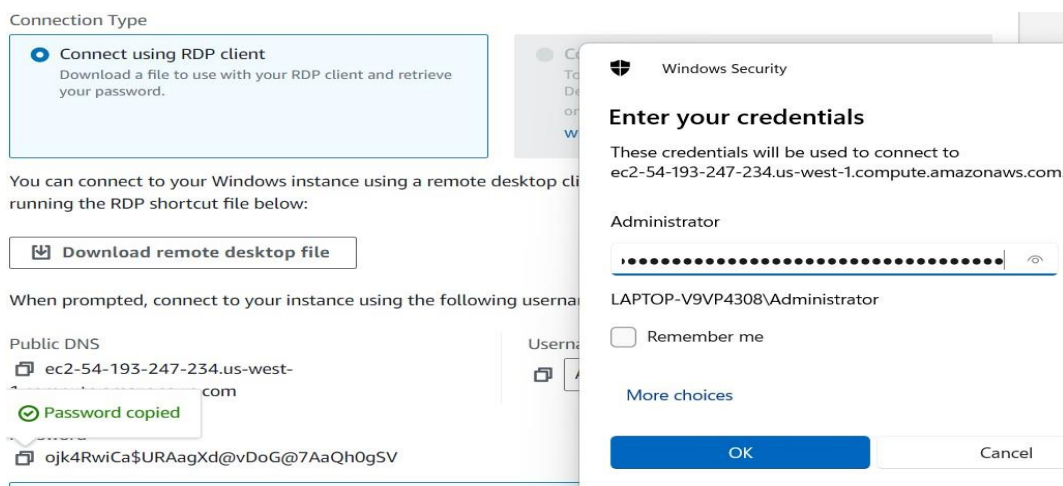 Connection Type
Connect using RDP client
Download a file to use with your RDP client and retrieve
your password.
You can connect to your Windows instance using a remote desktop cli
running the RDP shortcut file below:
Download remote desktop file
When prompted, connect to your instance using the following userna
Public DNS
ec2-54-193-247-234.us-west-
com
Password copied
ojk4RwiCa$URAagXd@vDoG@7AaQh0gSV
Userna
Windows Security
Enter your credentials
These credentials will be used to connect to
ec2-54-193-247-234.us-west-1.compute.amazonaws.com.
Administrator
LAPTOP-V9VP4308\Administrator
Remember me
More choices
OK
Cancel